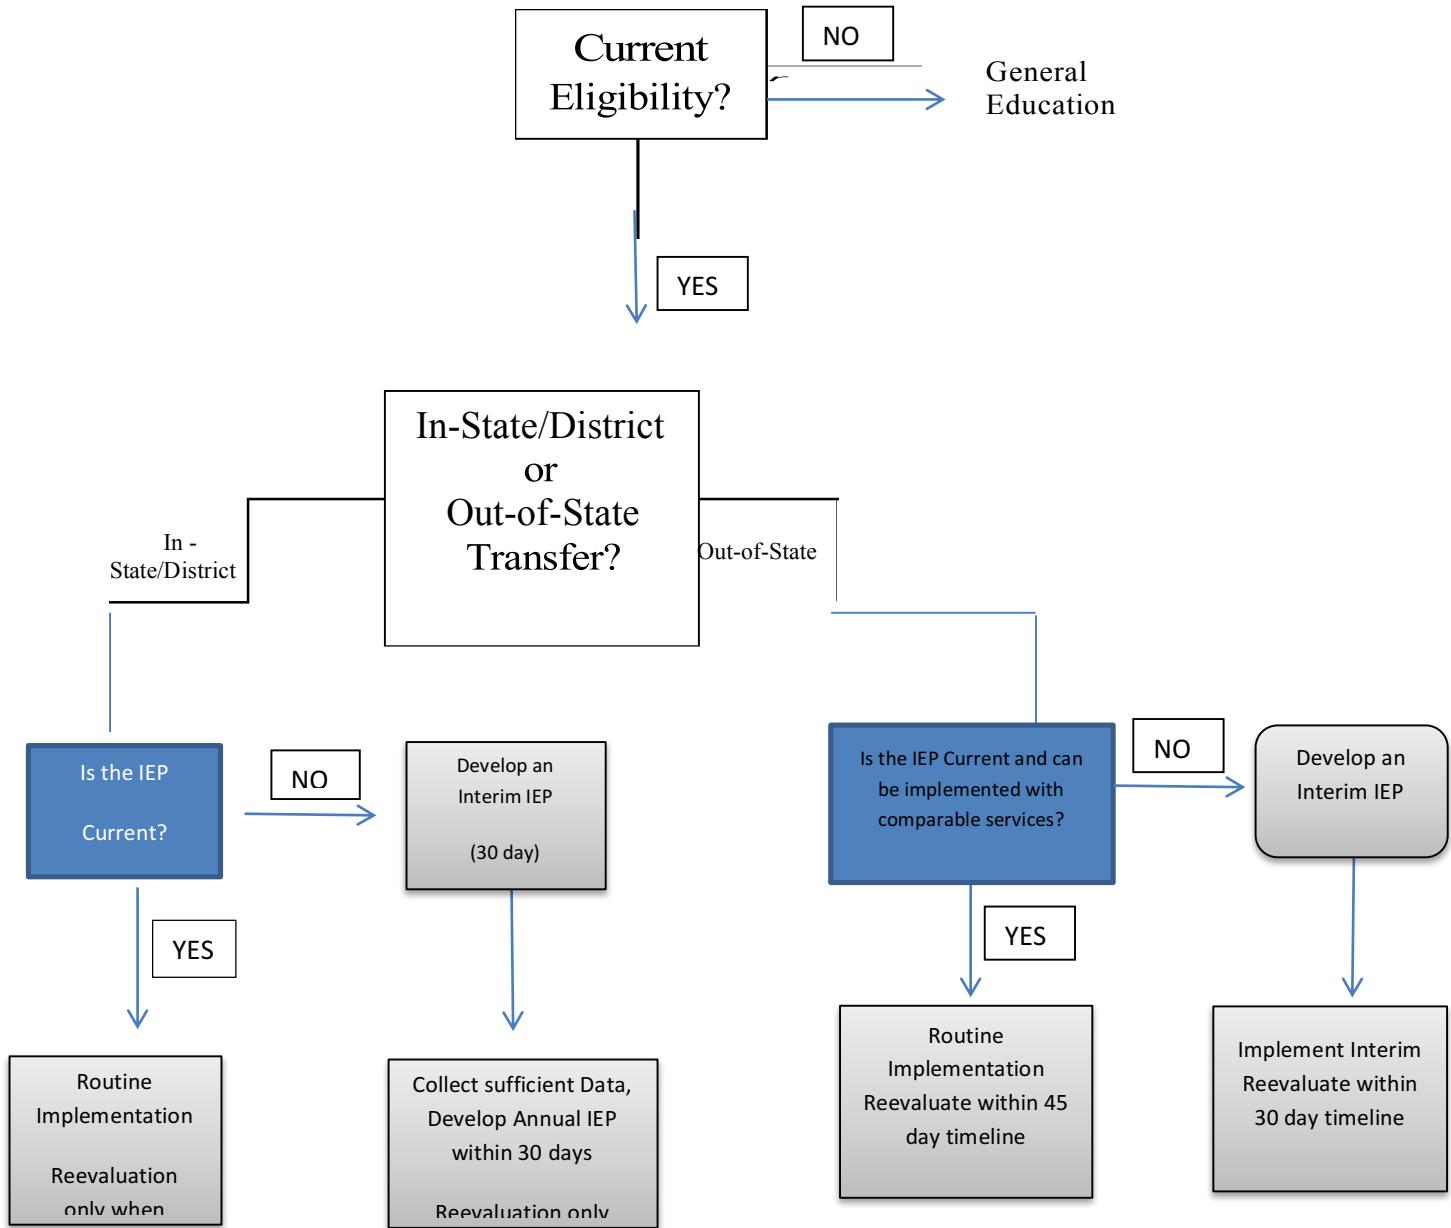 Current
Eligibility?
NO
General
Education
YES
In-State/District
or
Out-of-State
Transfer?
In -
State/District
Out-of-State
Is the IEP
Current?
NO
Develop an
Interim IEP
(30 day)
YES
Routine
Implementation
Reevaluation
only when
Collect sufficient Data,
Develop Annual IEP
within 30 days
Reevaluation only
Is the IEP Current and can
be implemented with
comparable services?
NO
Develop an
Interim IEP
YES
Routine
Implementation
Reevaluate within 45
day timeline
Implement Interim
Reevaluate within
30 day timeline